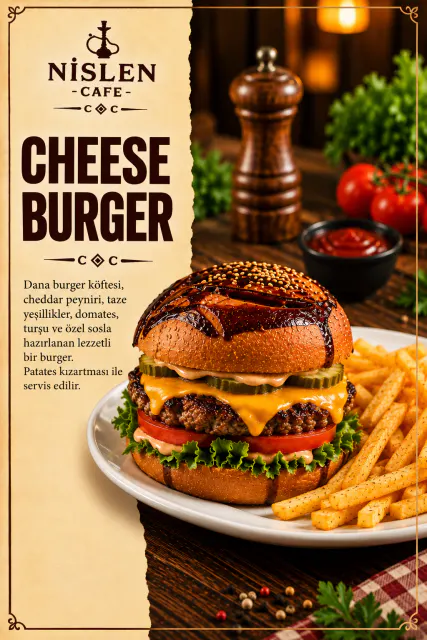 NİSLEN
-CAFE-
C C
CHEESE
BURGER
C C
Dana burger köftesi,
cheddar peyniri, taze
yeşillikler, domates,
turşu ve özel sosla
hazırlanan lezzetli
bir burger.
Patates kızartması ile
servis edilir.